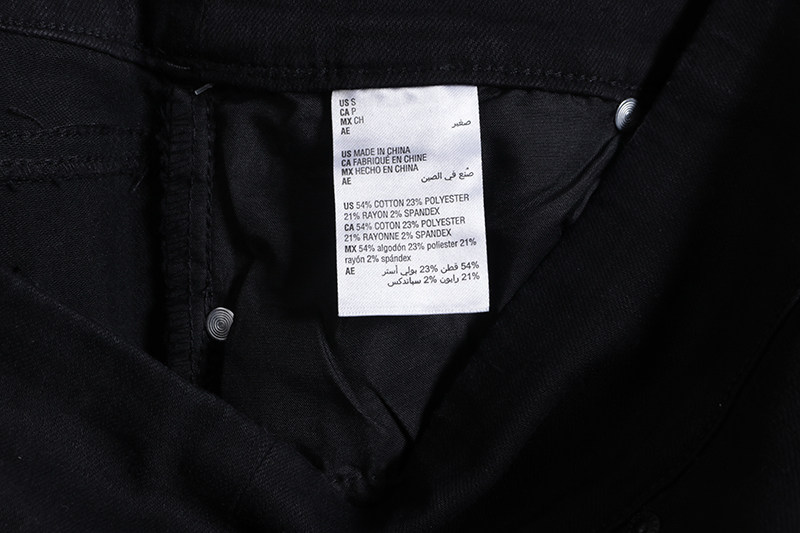 US S
CA P
MX CH
AE صغير
US MADE IN CHINA
CA FABRIQUÉ EN CHINE
MX HECHO EN CHINA
AE صُنع في الصين
US 54% COTTON 23% POLYESTER
21% RAYON 2% SPANDEX
CA 54% COTON 23% POLYESTER
21% RAYONNE 2% SPANDEX
MX 54% algodón 23% poliester 21%
rayón 2% spándex
AE 54% قطن 23% بولي أستر
21% رايون 2% سباندكس